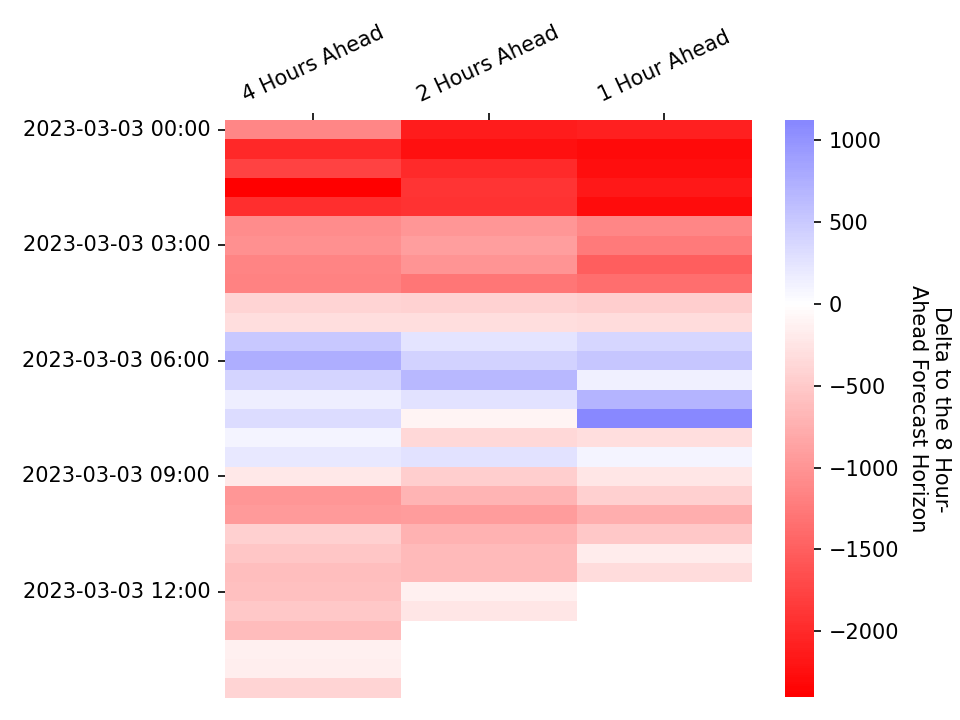 4 Hours Ahead
2 Hours Ahead
1 Hour Ahead
2023-03-03 00:00
2023-03-03 03:00
2023-03-03 06:00
2023-03-03 09:00
2023-03-03 12:00
1000
500
0
−500
−1000
−1500
−2000
Delta to the 8 Hour-
Ahead Forecast Horizon